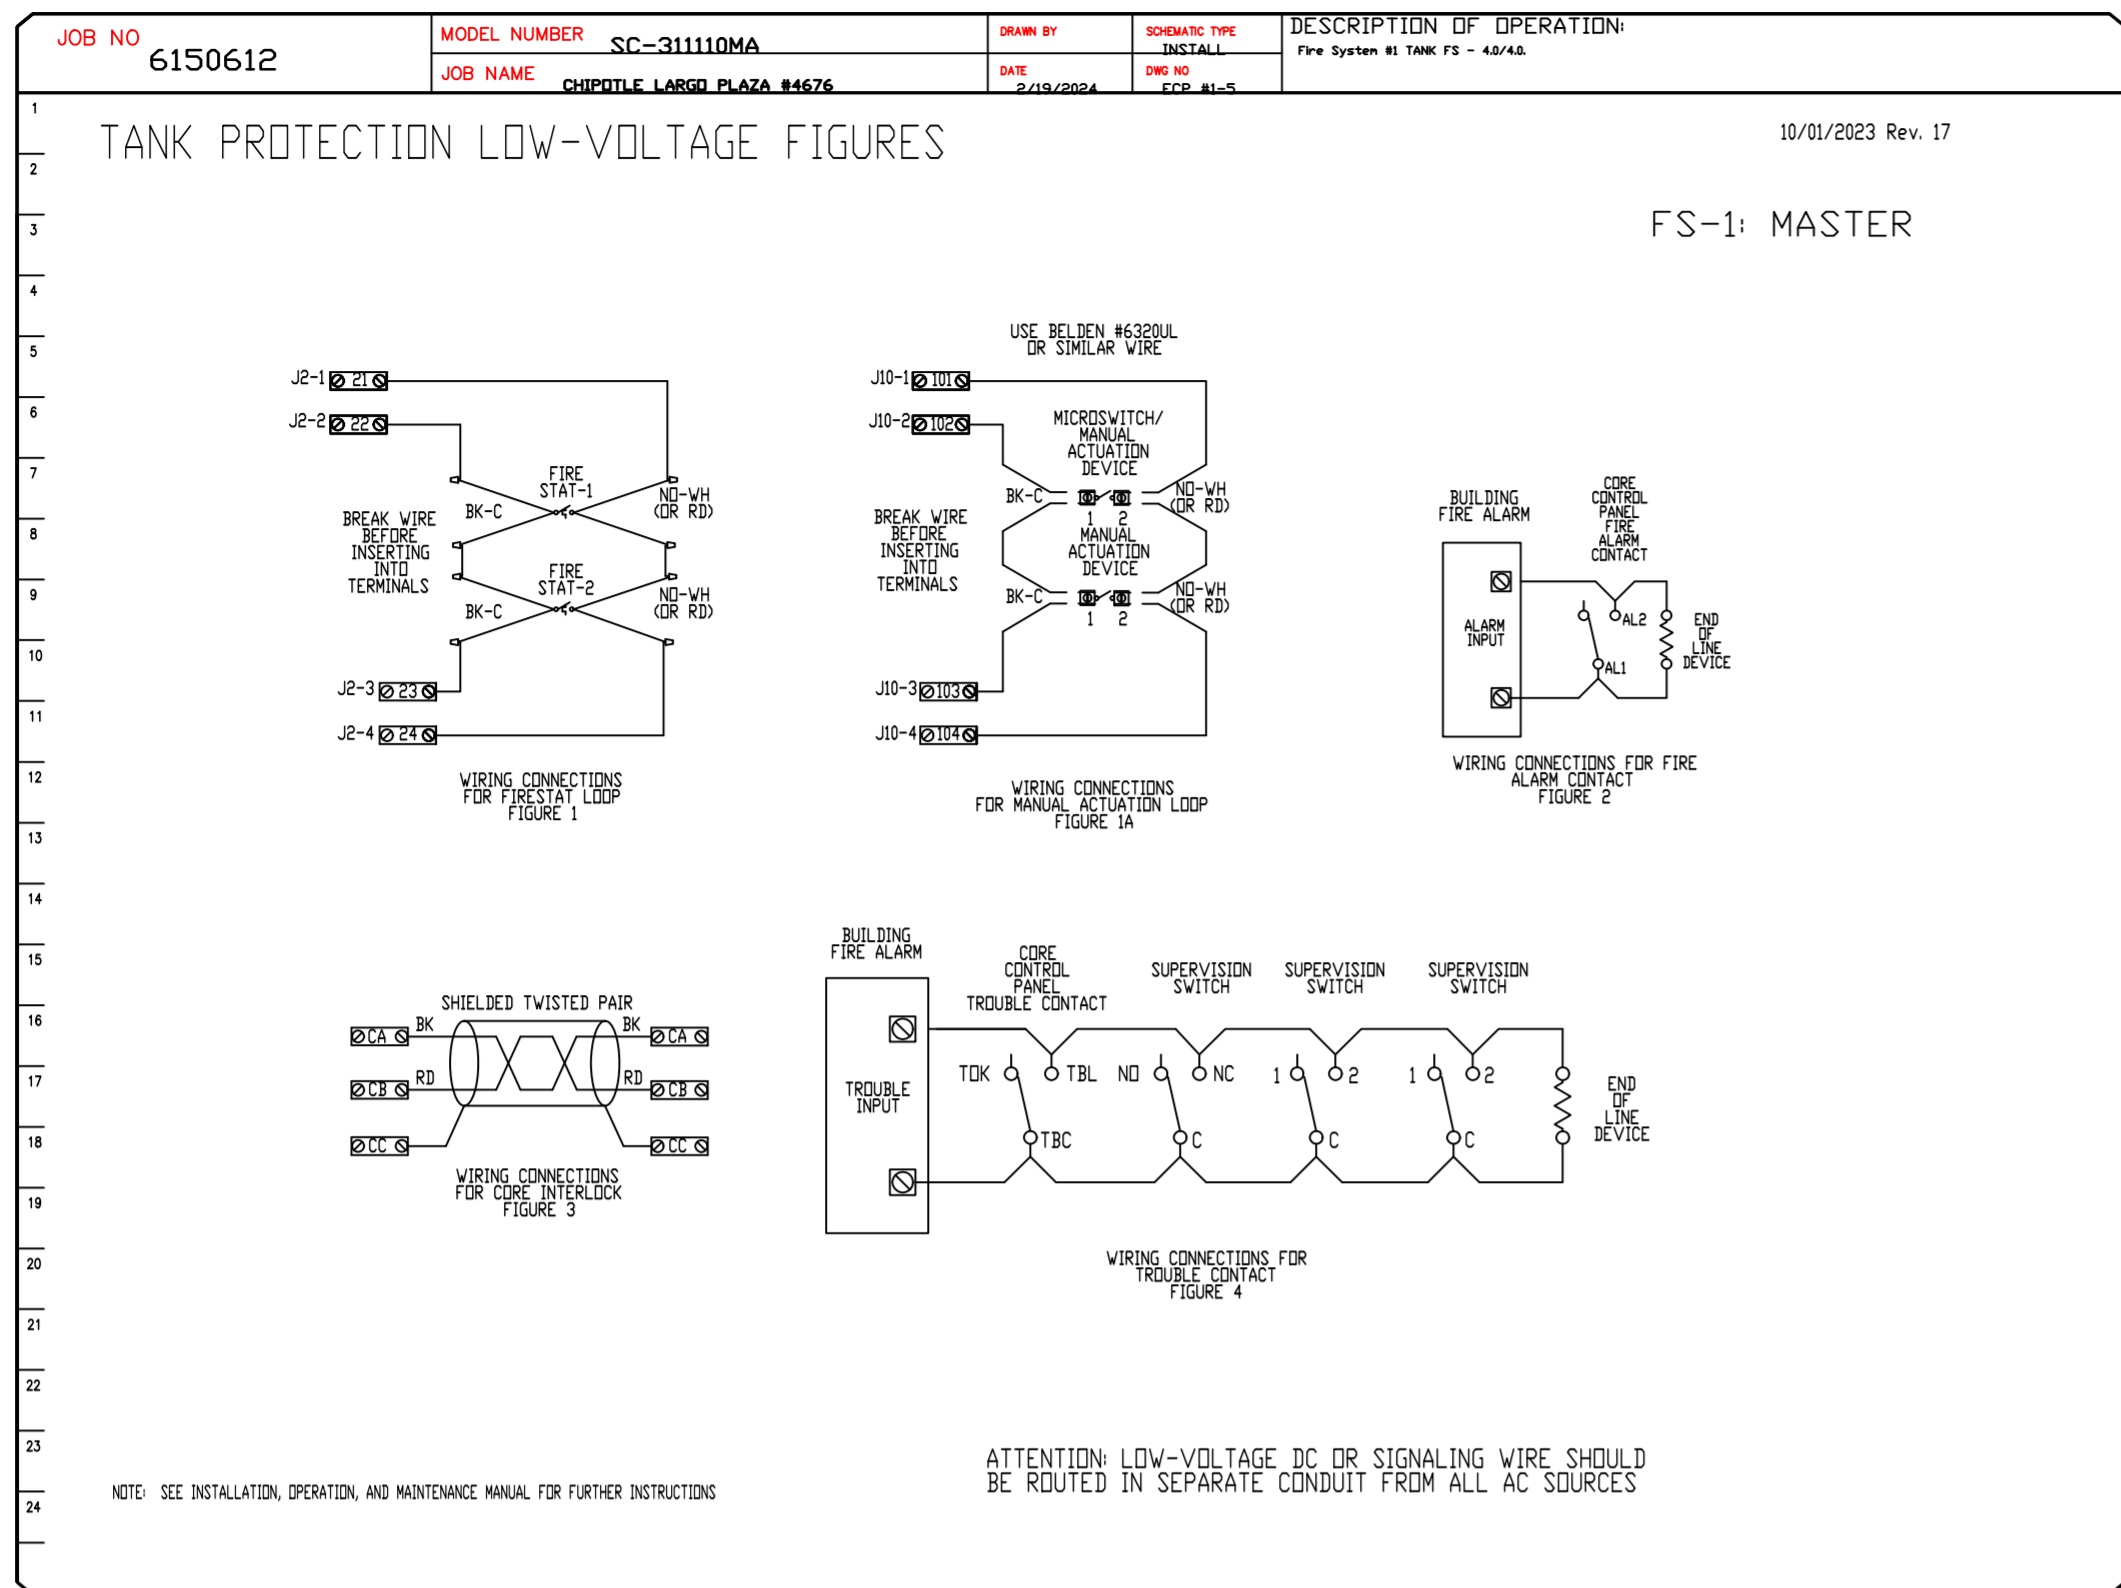 JOB NO 6150612
MODEL NUMBER SC-311110MA
JOB NAME CHIPOTLE LARGO PLAZA #4676
DRAWN BY
DATE 2/19/2024
SCHEMATIC TYPE
INSTALL
DWG NO
ECP #1-5
DESCRIPTION OF OPERATION:
Fire System #1 TANK FS - 4.0/4.0.
1
2
3
4
5
6
7
8
9
10
11
12
13
14
15
16
17
18
19
20
21
22
23
24
TANK PROTECTION LOW-VOLTAGE FIGURES
10/01/2023 Rev. 17
FS-1: MASTER
J2-1 21
J2-2 22
FIRE
STAT-1
BK-C
NO-WH
(OR RD)
BREAK WIRE
BEFORE
INSERTING
INTO
TERMINALS
FIRE
STAT-2
BK-C
NO-WH
(OR RD)
J2-3 23
J2-4 24
WIRING CONNECTIONS
FOR FIRESTAT LOOP
FIGURE 1
USE BELDEN #6320UL
OR SIMILAR WIRE
J10-1 101
J10-2 102
MICROSWITCH/
MANUAL
ACTUATION
DEVICE
BK-C
NO-WH
(OR RD)
1 2
BREAK WIRE
BEFORE
INSERTING
INTO
TERMINALS
MANUAL
ACTUATION
DEVICE
BK-C
NO-WH
(OR RD)
1 2
J10-3 103
J10-4 104
WIRING CONNECTIONS
FOR MANUAL ACTUATION LOOP
FIGURE 1A
BUILDING
FIRE ALARM
CORE
CONTROL
PANEL
FIRE
ALARM
CONTACT
ALARM
INPUT
AL2
AL1
END
OF
LINE
DEVICE
WIRING CONNECTIONS FOR FIRE
ALARM CONTACT
FIGURE 2
SHIELDED TWISTED PAIR
CA BK BK CA
CB RD RD CB
CC CC
WIRING CONNECTIONS
FOR CORE INTERLOCK
FIGURE 3
BUILDING
FIRE ALARM
CORE
CONTROL
PANEL
TROUBLE CONTACT
SUPERVISION
SWITCH
SUPERVISION
SWITCH
SUPERVISION
SWITCH
TROUBLE
INPUT
TOK TBL NO NC 1 2 1 2
TBC C C C
END
OF
LINE
DEVICE
WIRING CONNECTIONS FOR
TROUBLE CONTACT
FIGURE 4
NOTE: SEE INSTALLATION, OPERATION, AND MAINTENANCE MANUAL FOR FURTHER INSTRUCTIONS
ATTENTION: LOW-VOLTAGE DC OR SIGNALING WIRE SHOULD
BE ROUTED IN SEPARATE CONDUIT FROM ALL AC SOURCES